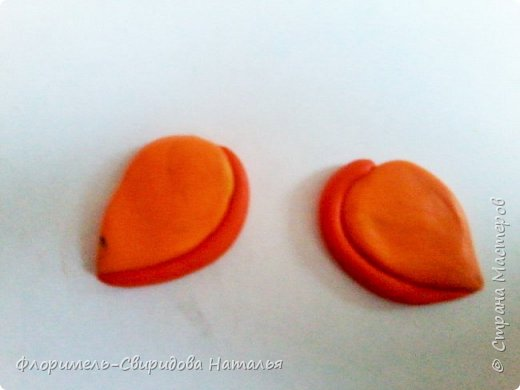 Флоримель-Свиридова Наталья
© Страна Мастеров